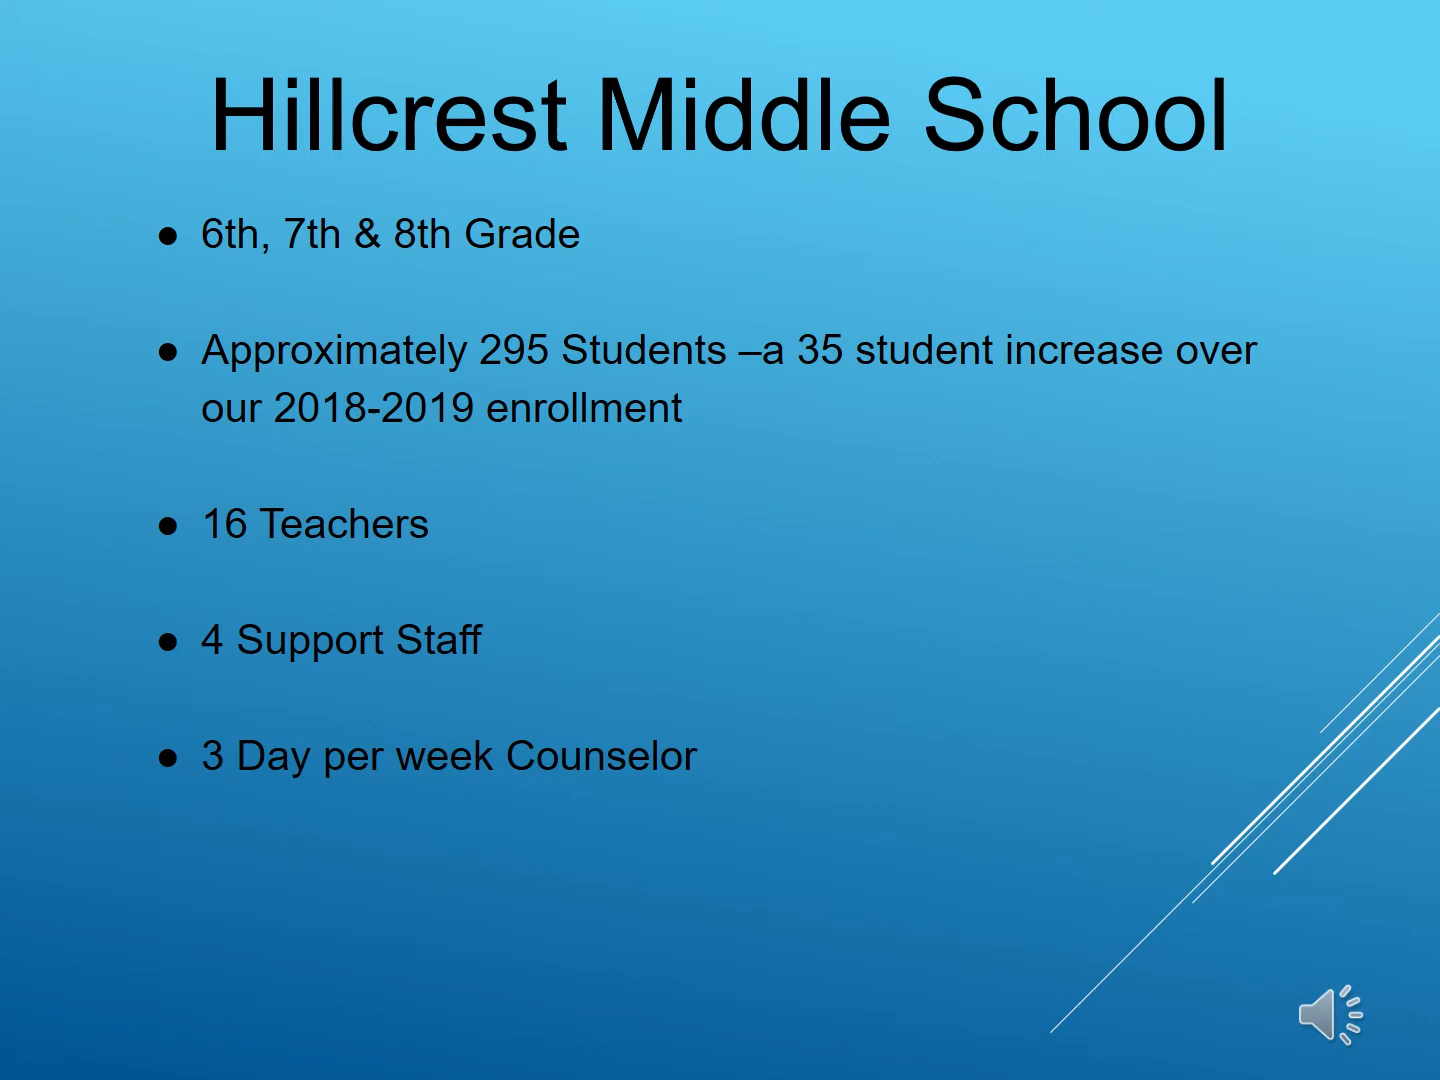 Hillcrest Middle School
● 6th, 7th & 8th Grade
● Approximately 295 Students –a 35 student increase over
our 2018-2019 enrollment
● 16 Teachers
● 4 Support Staff
● 3 Day per week Counselor